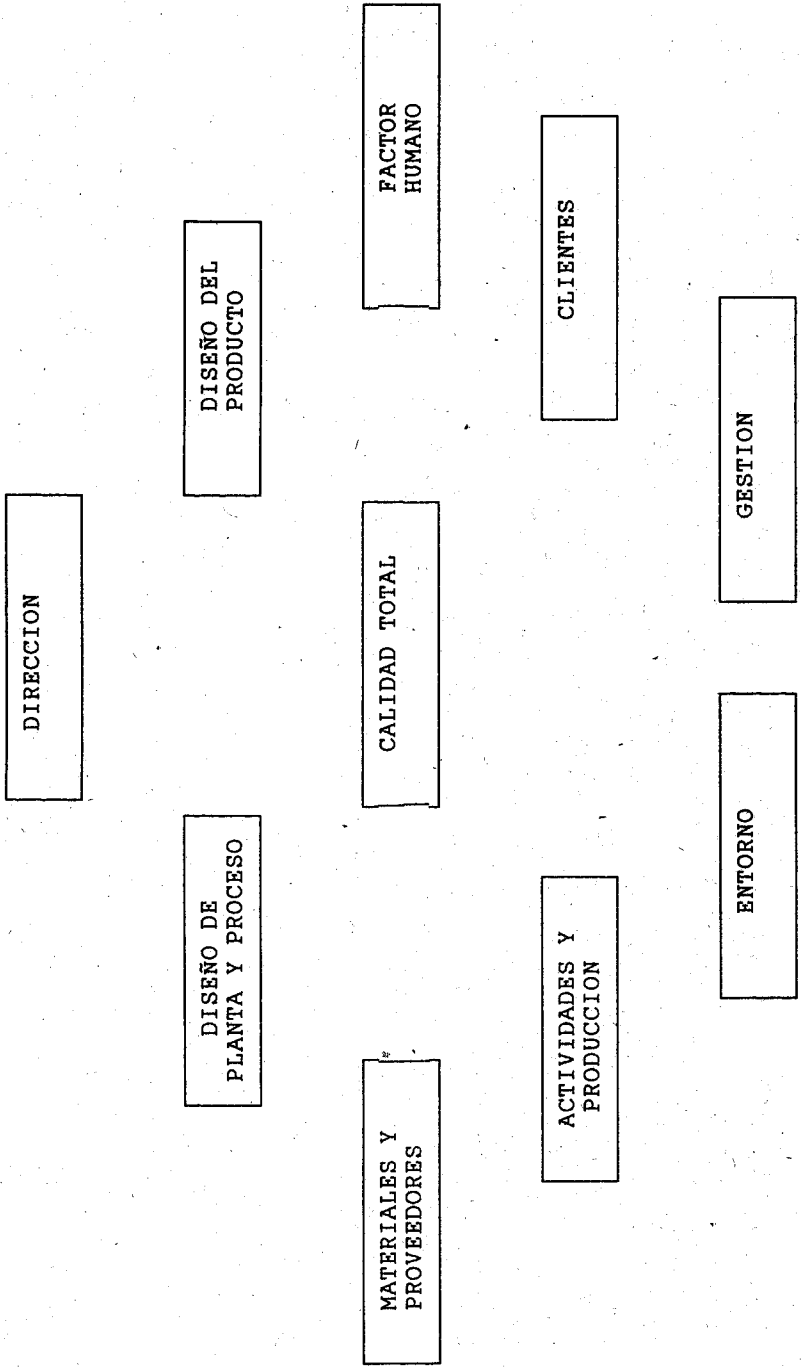 DIRECCION
DISEÑO DE
PLANTA Y PROCESO
DISEÑO DEL
PRODUCTO
MATERIALES Y
PROVEEDORES
CALIDAD TOTAL
FACTOR
HUMANO
ACTIVIDADES Y
PRODUCCION
CLIENTES
ENTORNO
GESTION